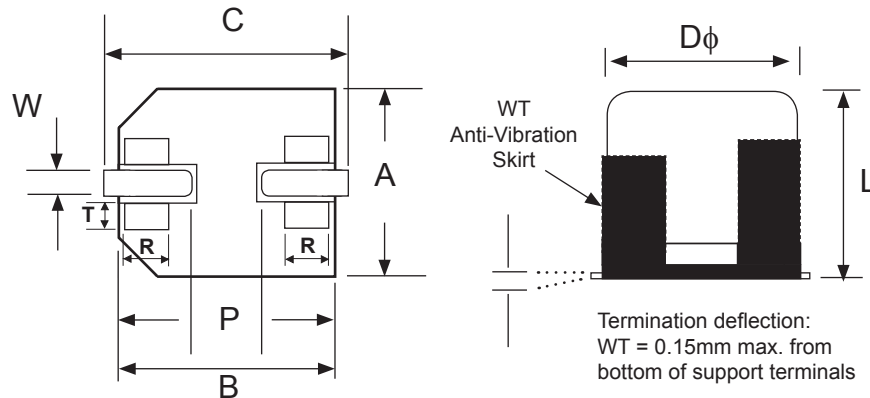 C
Dϕ
W
WT
Anti-Vibration
Skirt
A
L
T
R
R
P
B
Termination deflection:
WT = 0.15mm max. from
bottom of support terminals